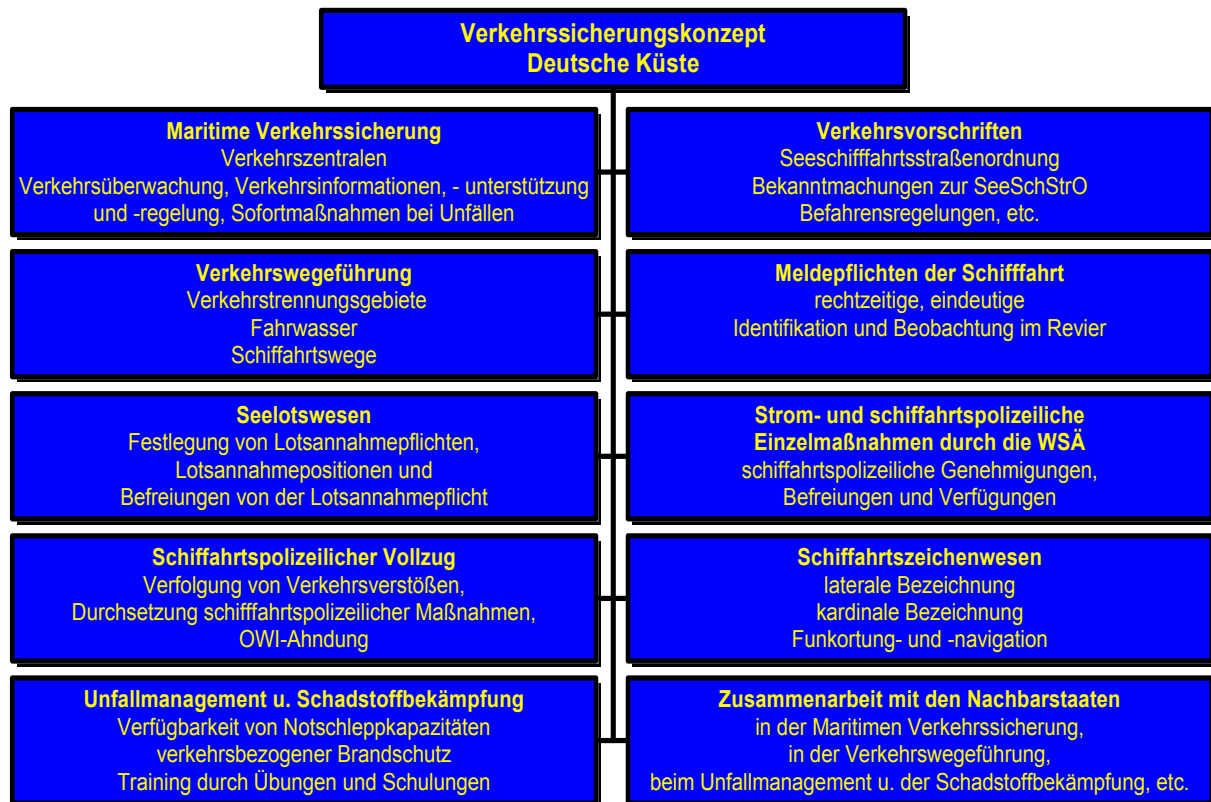 Verkehrssicherungskonzept
Deutsche Küste
Maritime Verkehrssicherung
Verkehrszentralen
Verkehrsüberwachung, Verkehrsinformationen, - unterstützung
und -regelung, Sofortmaßnahmen bei Unfällen
Verkehrsvorschriften
Seeschifffahrtsstraßenordnung
Bekanntmachungen zur SeeSchStrO
Befahrensregelungen, etc.
Verkehrswegeführung
Verkehrstrennungsgebiete
Fahrwasser
Schiffahrtswege
Meldepflichten der Schifffahrt
rechtzeitige, eindeutige
Identifikation und Beobachtung im Revier
Seelotswesen
Festlegung von Lotsannahmepflichten,
Lotsannahmepositionen und
Befreiungen von der Lotsannahmepflicht
Strom- und schiffahrtspolizeiliche
Einzelmaßnahmen durch die WSÄ
schiffahrtspolizeiliche Genehmigungen,
Befreiungen und Verfügungen
Schiffahrtspolizeilicher Vollzug
Verfolgung von Verkehrsverstößen,
Durchsetzung schifffahrtspolizeilicher Maßnahmen,
OWI-Ahndung
Schiffahrtszeichenwesen
laterale Bezeichnung
kardinale Bezeichnung
Funkortung- und -navigation
Unfallmanagement u. Schadstoffbekämpfung
Verfügbarkeit von Notschleppkapazitäten
verkehrsbezogener Brandschutz
Training durch Übungen und Schulungen
Zusammenarbeit mit den Nachbarstaaten
in der Maritimen Verkehrssicherung,
in der Verkehrswegeführung,
beim Unfallmanagement u. der Schadstoffbekämpfung, etc.